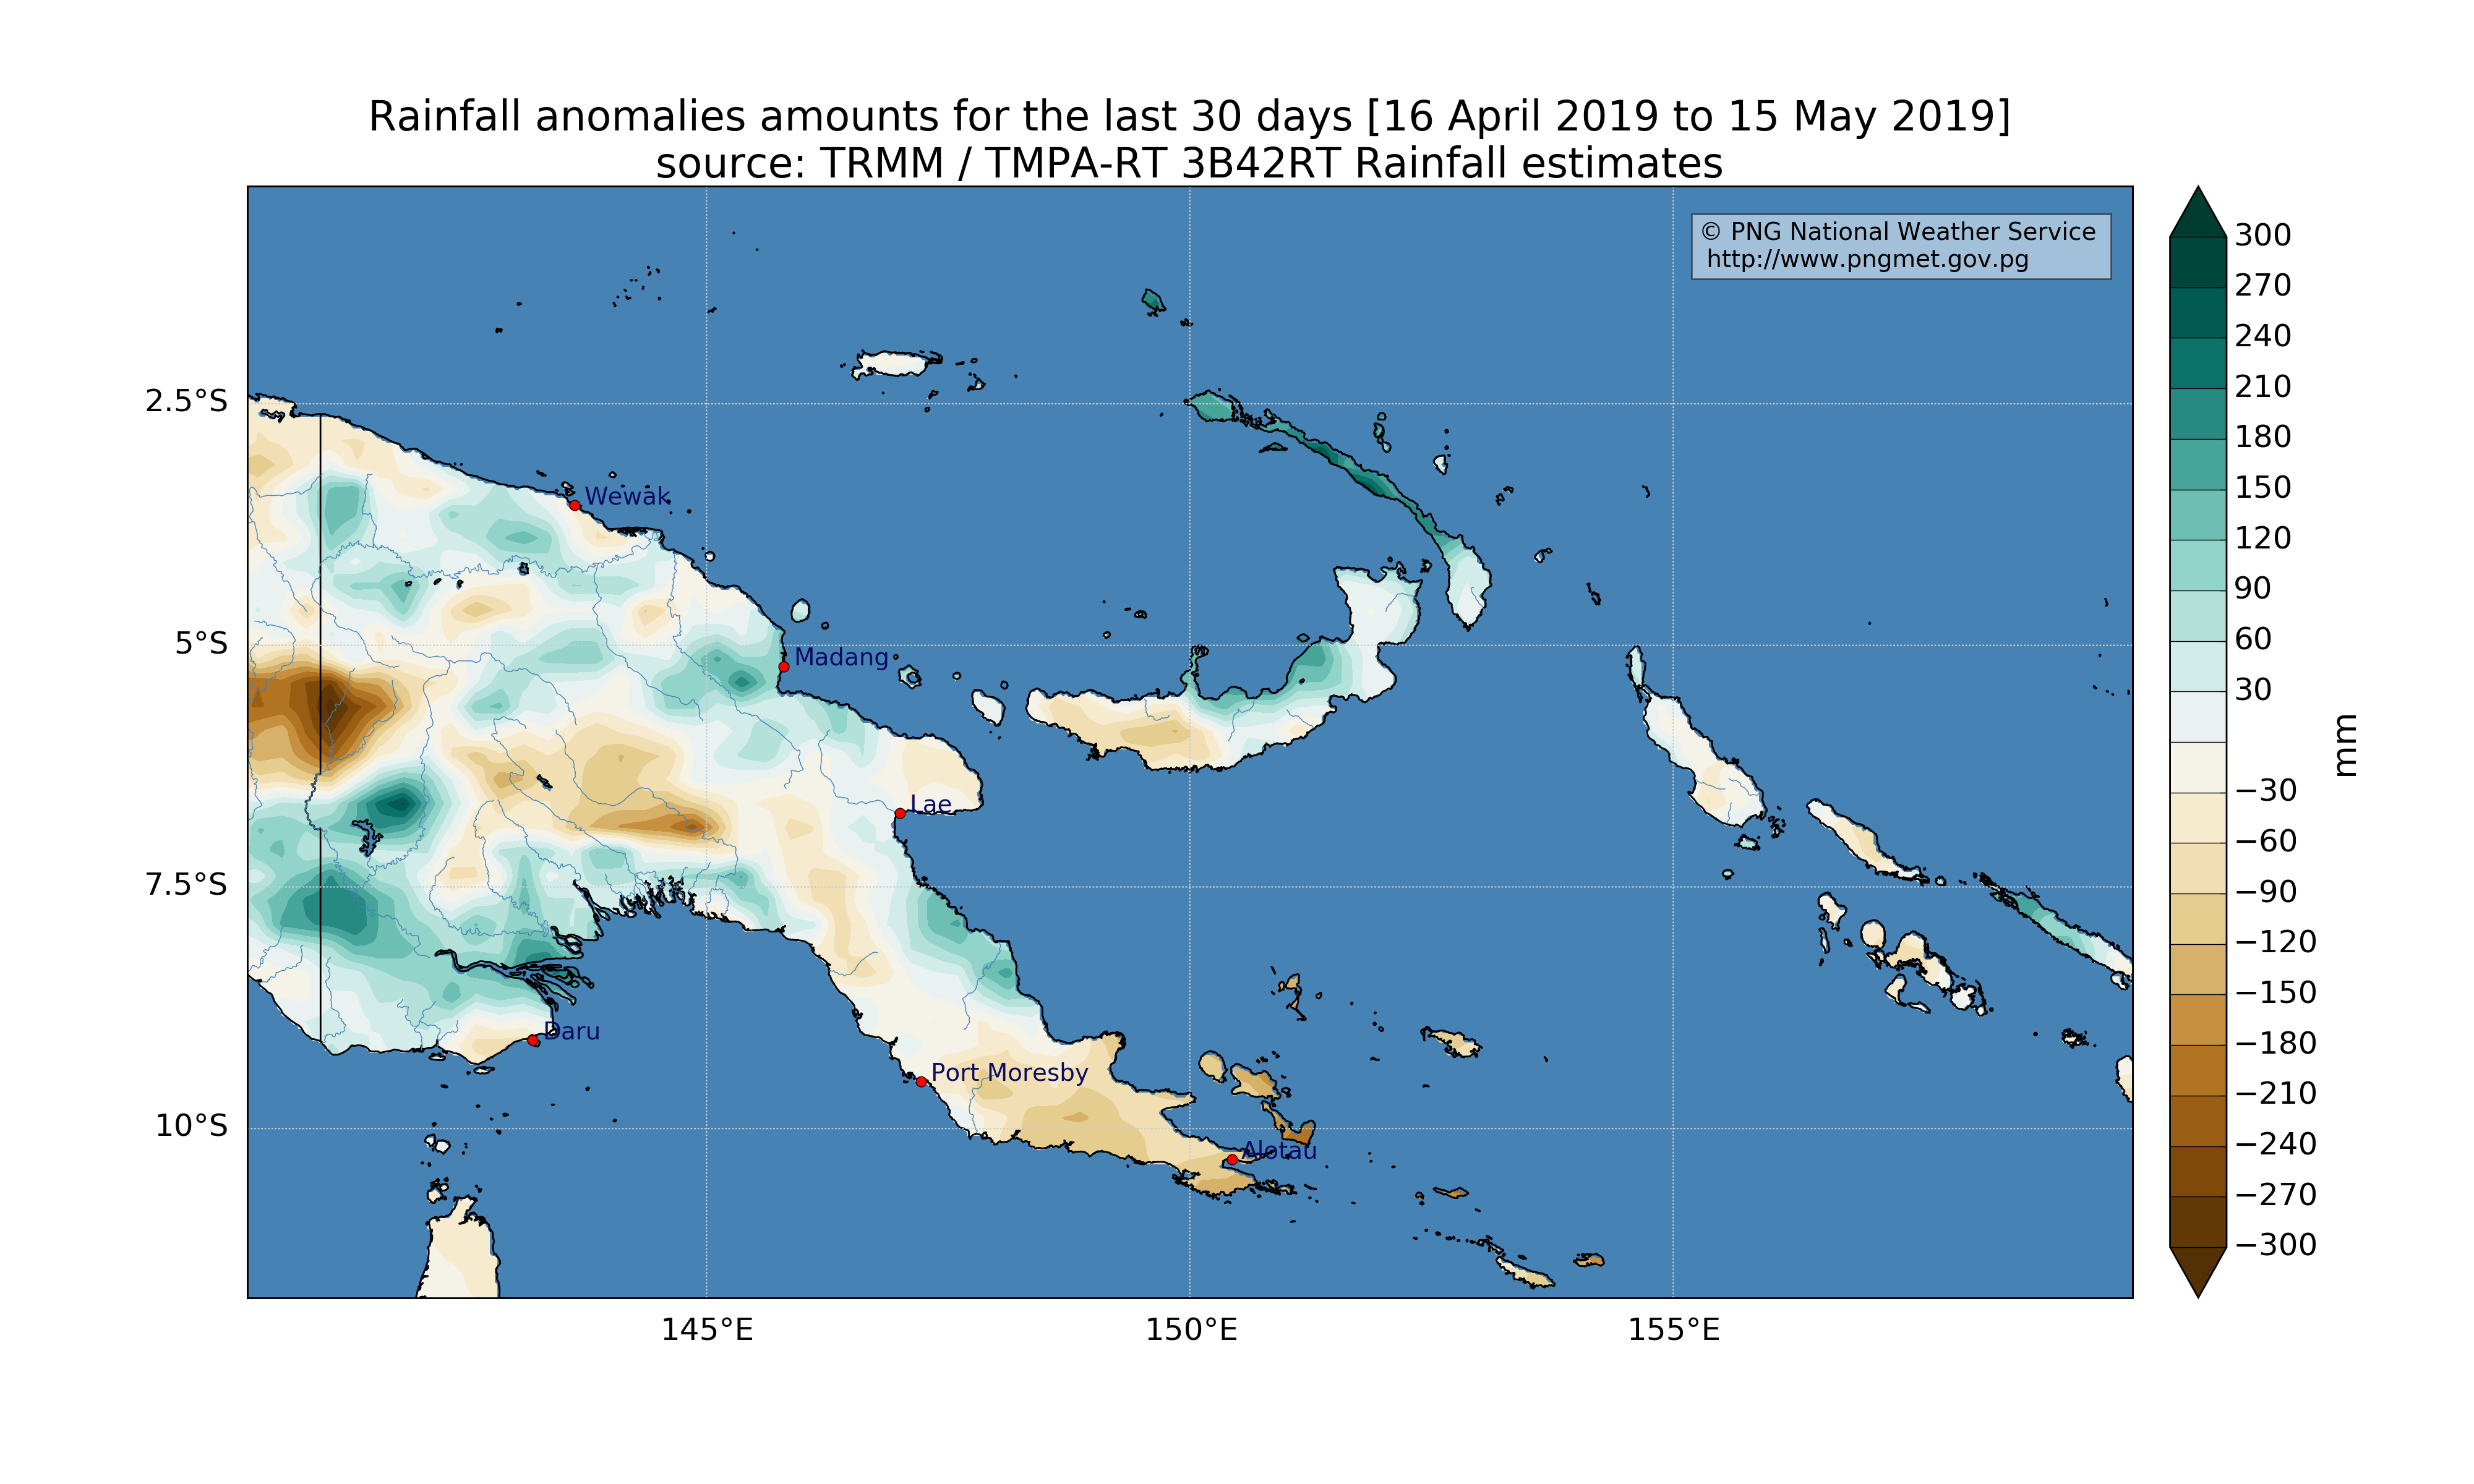 Rainfall anomalies amounts for the last 30 days [16 April 2019 to 15 May 2019]
source: TRMM / TMPA-RT 3B42RT Rainfall estimates
© PNG National Weather Service
http://www.pngmet.gov.pg
2.5°S
5°S
7.5°S
10°S
Wewak
Madang
Lae
Daru
Port Moresby
Alotau
145°E
150°E
155°E
300
270
240
210
180
150
120
90
60
30
−30
−60
−90
−120
−150
−180
−210
−240
−270
−300
mm